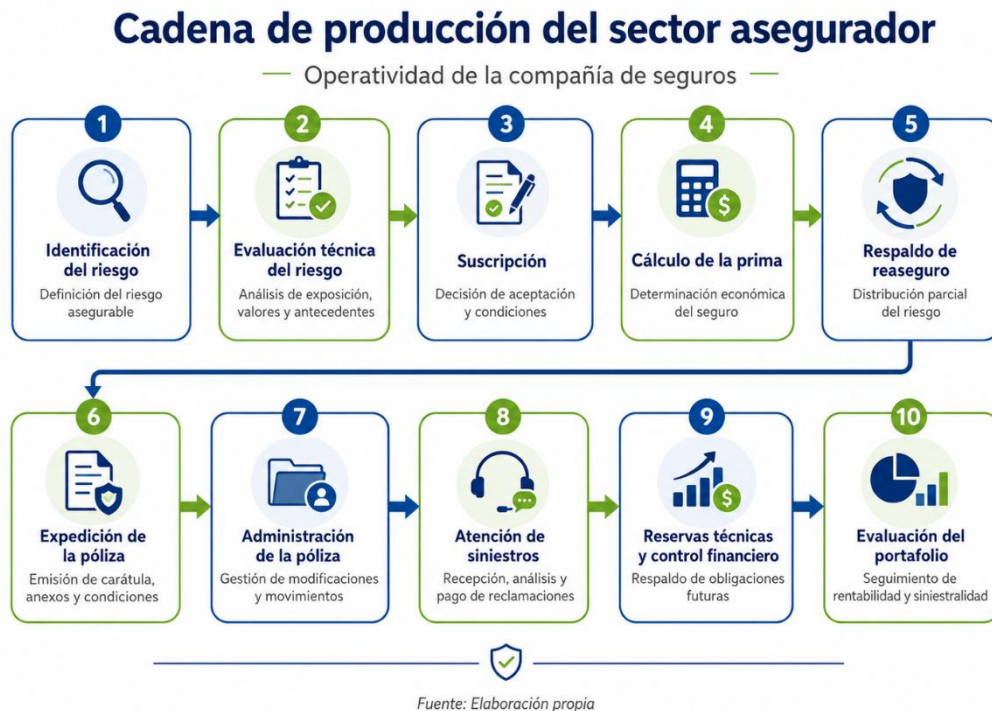 Cadena de producción del sector asegurador
Operatividad de la compañía de seguros
1
Identificación
del riesgo
Definición del riesgo
asegurable
2
Evaluación técnica
del riesgo
Análisis de exposición,
valores y antecedentes
3
Suscripción
Decisión de aceptación
y condiciones
4
Cálculo de la prima
Determinación económica
del seguro
$
5
Respaldo de
reaseguro
Distribución parcial
del riesgo
6
Expedición de
la póliza
Emisión de carátula,
anexos y condiciones
7
Administración
de la póliza
Gestión de modificaciones
y movimientos
8
Atención de
siniestros
Recepción, análisis y
pago de reclamaciones
9
$
Reservas técnicas
y control financiero
Respaldo de obligaciones
futuras
10
Evaluación del
portafolio
Seguimiento de
rentabilidad y siniestralidad
Fuente: Elaboración propia